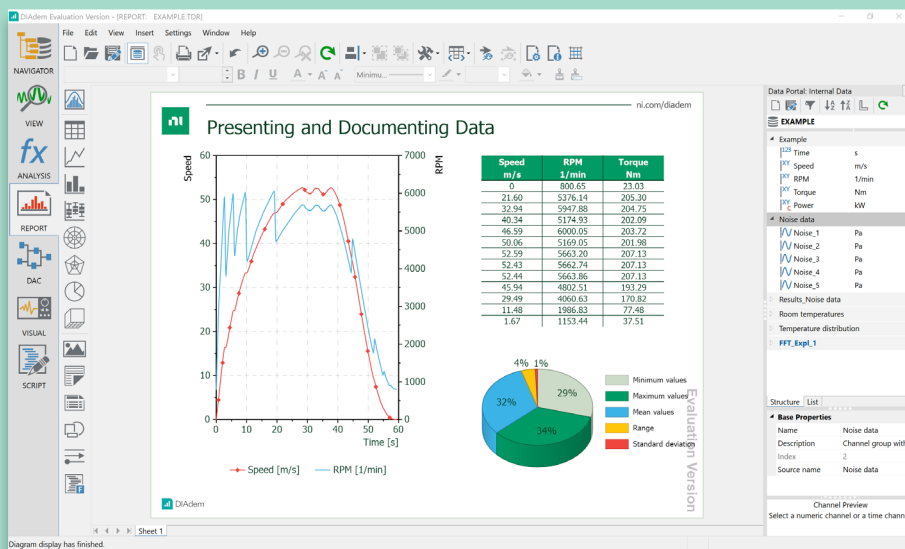 DIAdem Evaluation Version - [REPORT:   EXAMPLE.TDR]
File Edit View Insert Settings Window Help
B I U A A A Minimu...
NAVIGATOR
VIEW
fx
ANALYSIS
REPORT
DAC
VISUAL
SCRIPT
ni
ni.com/diadem
Presenting and Documenting Data
Speed
60
50
40
30
20
10
0
RPM
7000
6000
5000
4000
3000
2000
1000
0
0 10 20 30 40 50 60
Time [s]
Speed [m/s] RPM [1/min]
Speed RPM Torque
m/s 1/min Nm
0 800.65 23.03
21.60 5376.14 205.30
32.94 5947.88 204.75
40.34 5174.93 202.09
46.59 6000.05 203.72
50.06 5169.05 201.98
52.59 5663.20 207.13
52.43 5662.74 207.13
52.44 5663.86 207.13
45.94 4802.51 193.29
29.49 4060.63 170.82
11.48 1986.83 77.48
1.67 1153.44 37.51
4% 1%
29%
32%
34%
Minimum values
Maximum values
Mean values
Range
Standard deviation
Evaluation Version
DIAdem
Sheet 1
Diagram display has finished.
Data Portal: Internal Data
EXAMPLE
Example
Time s
Speed m/s
RPM 1/min
Torque Nm
Power kW
Noise data
Noise_1 Pa
Noise_2 Pa
Noise_3 Pa
Noise_4 Pa
Noise_5 Pa
Results_Noise data
Room temperatures
Temperature distribution
FFT_Expl_1
Structure List
Base Properties
Name Noise data
Description Channel group with
Index 2
Source name Noise data
Channel Preview
Select a numeric channel or a time chann